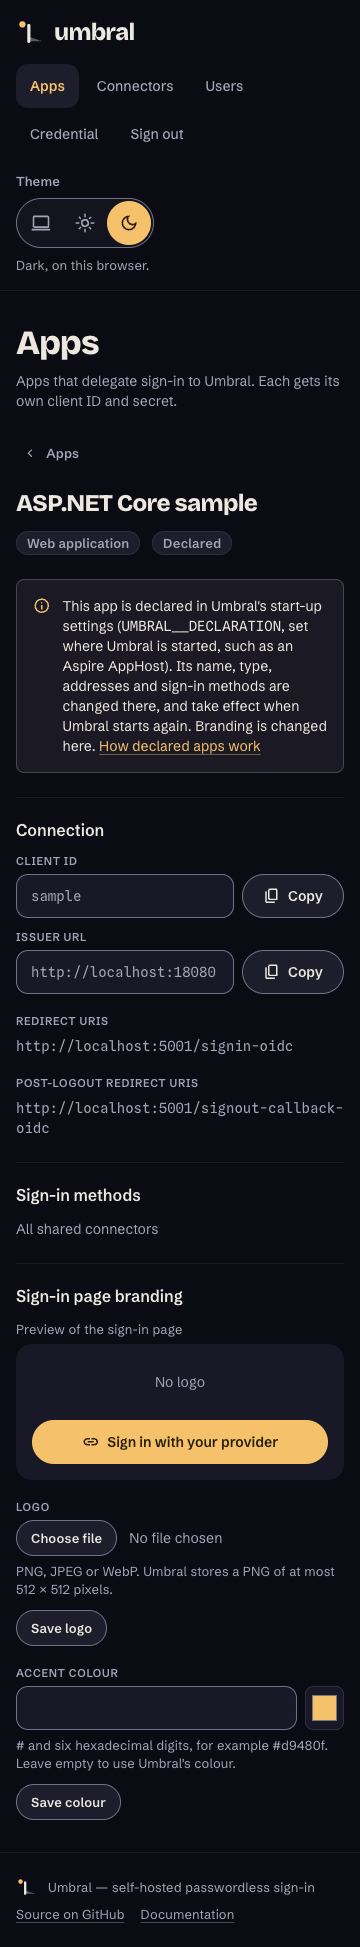 umbral
Apps Connectors Users
Credential Sign out
Theme
Dark, on this browser.
Apps
Apps that delegate sign-in to Umbral. Each gets its
own client ID and secret.
Apps
ASP.NET Core sample
Web application Declared
This app is declared in Umbral's start-up
settings (UMBRAL__DECLARATION, set
where Umbral is started, such as an
Aspire AppHost). Its name, type,
addresses and sign-in methods are
changed there, and take effect when
Umbral starts again. Branding is changed
here. How declared apps work
Connection
CLIENT ID
sample Copy
ISSUER URL
http://localhost:18080 Copy
REDIRECT URIS
http://localhost:5001/signin-oidc
POST-LOGOUT REDIRECT URIS
http://localhost:5001/signout-callback-
oidc
Sign-in methods
All shared connectors
Sign-in page branding
Preview of the sign-in page
No logo
Sign in with your provider
LOGO
Choose file No file chosen
PNG, JPEG or WebP. Umbral stores a PNG of at most
512 × 512 pixels.
Save logo
ACCENT COLOUR
# and six hexadecimal digits, for example #d9480f.
Leave empty to use Umbral's colour.
Save colour
Umbral — self-hosted passwordless sign-in
Source on GitHub Documentation